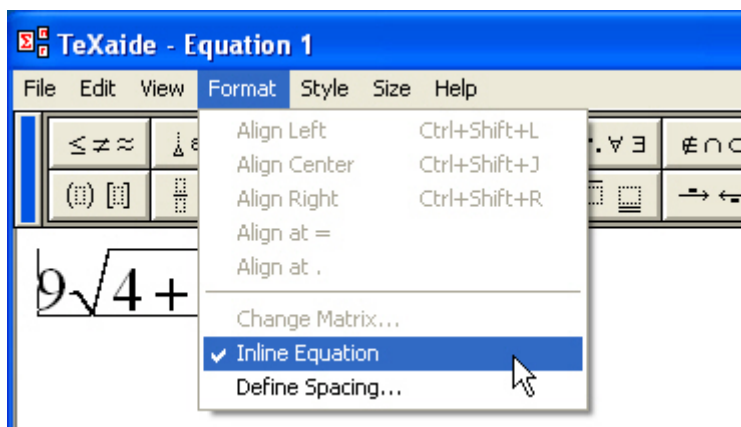 TeXaide - Equation 1
File Edit View Format Style Size Help
≤≠≈
∀∃ ∉∩
Align Left Ctrl+Shift+L
Align Center Ctrl+Shift+J
Align Right Ctrl+Shift+R
Align at =
Align at .
Change Matrix...
✓ Inline Equation
Define Spacing...
9√4 +